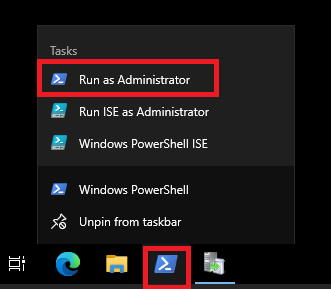 Tasks
Run as Administrator
Run ISE as Administrator
Windows PowerShell ISE
Windows PowerShell
Unpin from taskbar